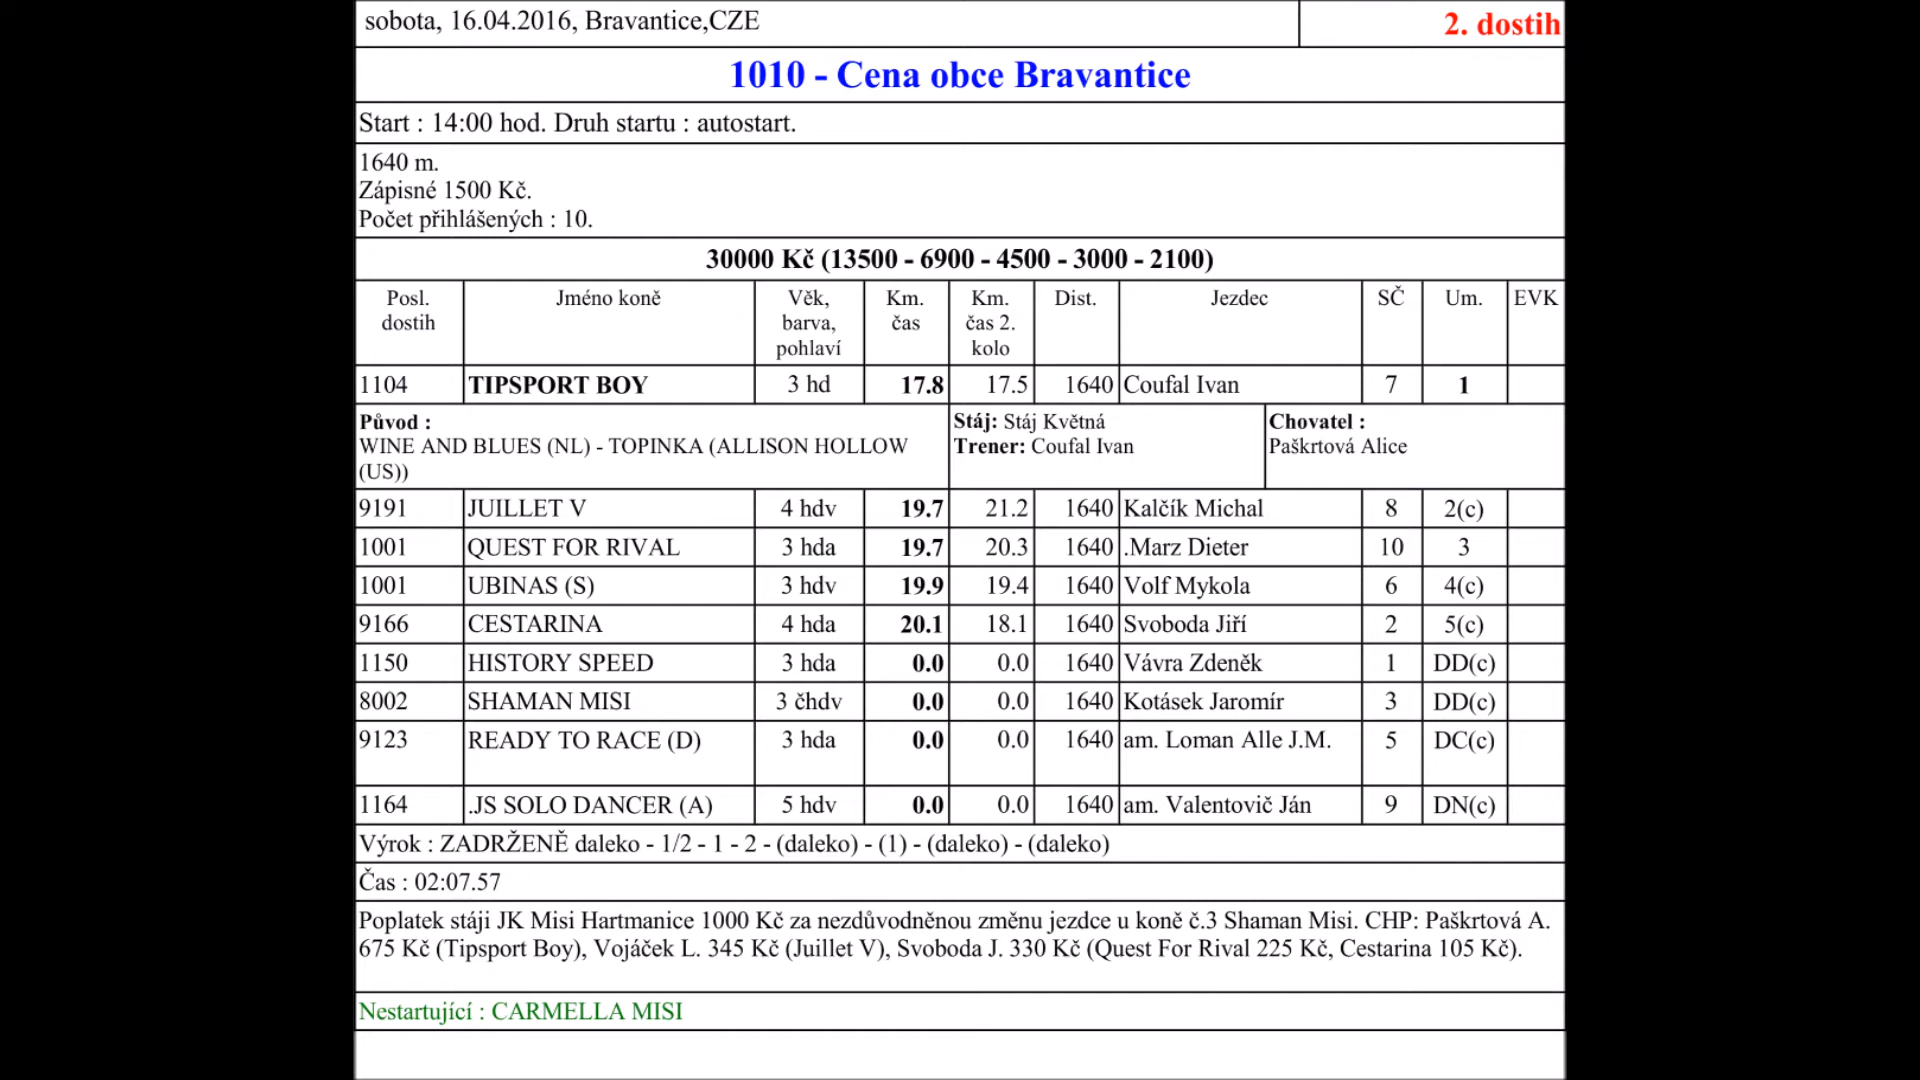 sobota, 16.04.2016, Bravantice,CZE 2. dostih
1010 - Cena obce Bravantice
Start : 14:00 hod. Druh startu : autostart.
1640 m.
Zápisné 1500 Kč.
Počet přihlášených : 10.
30000 Kč (13500 - 6900 - 4500 - 3000 - 2100)
Posl. dostih Jméno koně Věk, barva, pohlaví Km. čas Km. čas 2. kolo Dist. Jezdec SČ Um. EVK
1104 TIPSPORT BOY 3 hd 17.8 17.5 1640 Coufal Ivan 7 1
Původ :
WINE AND BLUES (NL) - TOPINKA (ALLISON HOLLOW
(US))
Stáj: Stáj Květná
Trener: Coufal Ivan
Chovatel :
Paškrtová Alice
9191 JUILLET V 4 hdv 19.7 21.2 1640 Kalčík Michal 8 2(c)
1001 QUEST FOR RIVAL 3 hda 19.7 20.3 1640 .Marz Dieter 10 3
1001 UBINAS (S) 3 hdv 19.9 19.4 1640 Volf Mykola 6 4(c)
9166 CESTARINA 4 hda 20.1 18.1 1640 Svoboda Jiří 2 5(c)
1150 HISTORY SPEED 3 hda 0.0 0.0 1640 Vávra Zdeněk 1 DD(c)
8002 SHAMAN MISI 3 čhdv 0.0 0.0 1640 Kotásek Jaromír 3 DD(c)
9123 READY TO RACE (D) 3 hda 0.0 0.0 1640 am. Loman Alle J.M. 5 DC(c)
1164 .JS SOLO DANCER (A) 5 hdv 0.0 0.0 1640 am. Valentovič Ján 9 DN(c)
Výrok : ZADRŽENĚ daleko - 1/2 - 1 - 2 - (daleko) - (1) - (daleko) - (daleko)
Čas : 02:07.57
Poplatek stáji JK Misi Hartmanice 1000 Kč za nezdůvodněnou změnu jezdce u koně č.3 Shaman Misi. CHP: Paškrtová A.
675 Kč (Tipsport Boy), Vojáček L. 345 Kč (Juillet V), Svoboda J. 330 Kč (Quest For Rival 225 Kč, Cestarina 105 Kč).
Nestartující : CARMELLA MISI